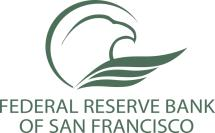 FEDERAL RESERVE BANK
OF SAN FRANCISCO